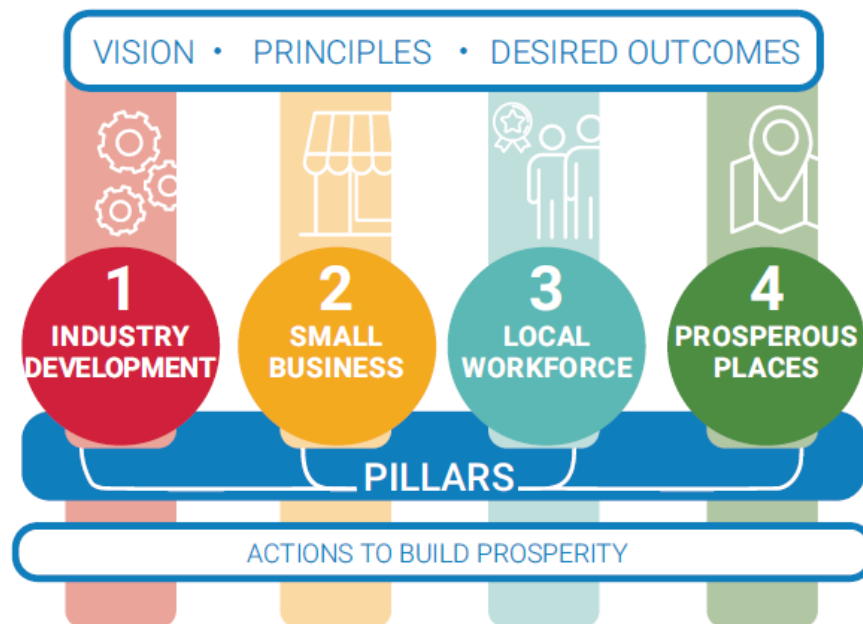 VISION • PRINCIPLES • DESIRED OUTCOMES
1
INDUSTRY
DEVELOPMENT
2
SMALL
BUSINESS
3
LOCAL
WORKFORCE
4
PROSPEROUS
PLACES
PILLARS
ACTIONS TO BUILD PROSPERITY